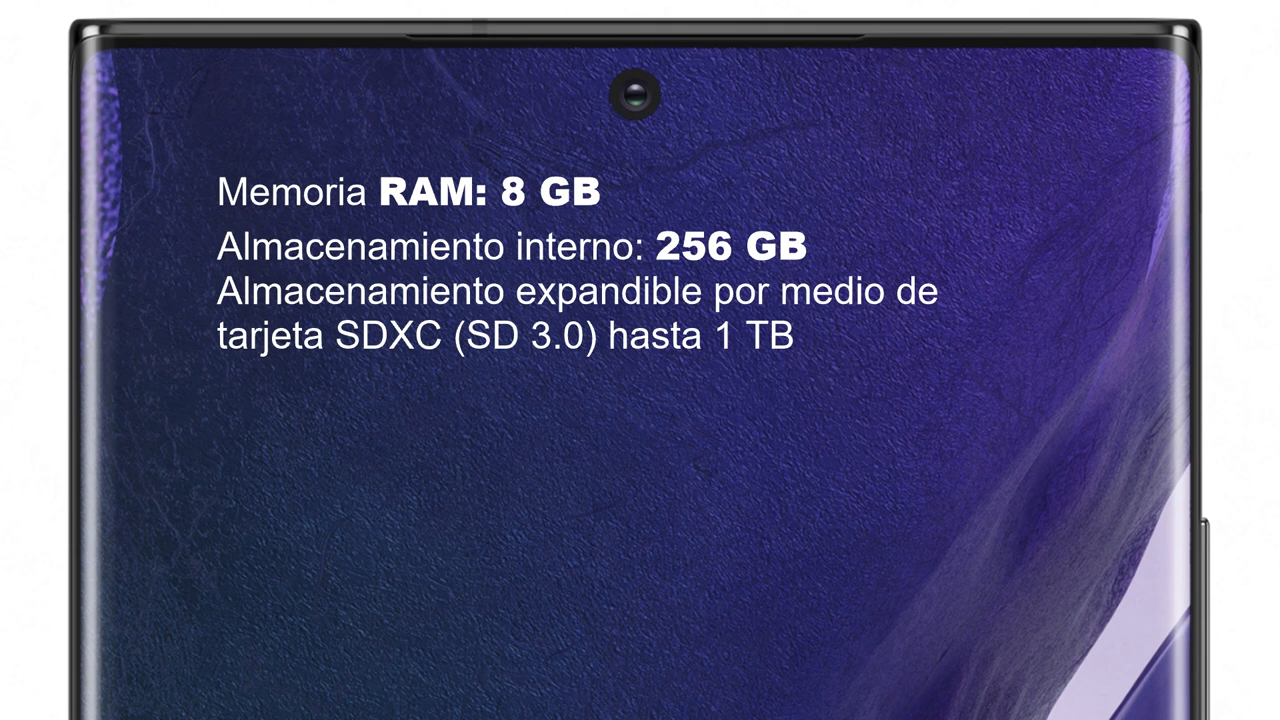 Memoria RAM: 8 GB
Almacenamiento interno: 256 GB
Almacenamiento expandible por medio de
tarjeta SDXC (SD 3.0) hasta 1 TB